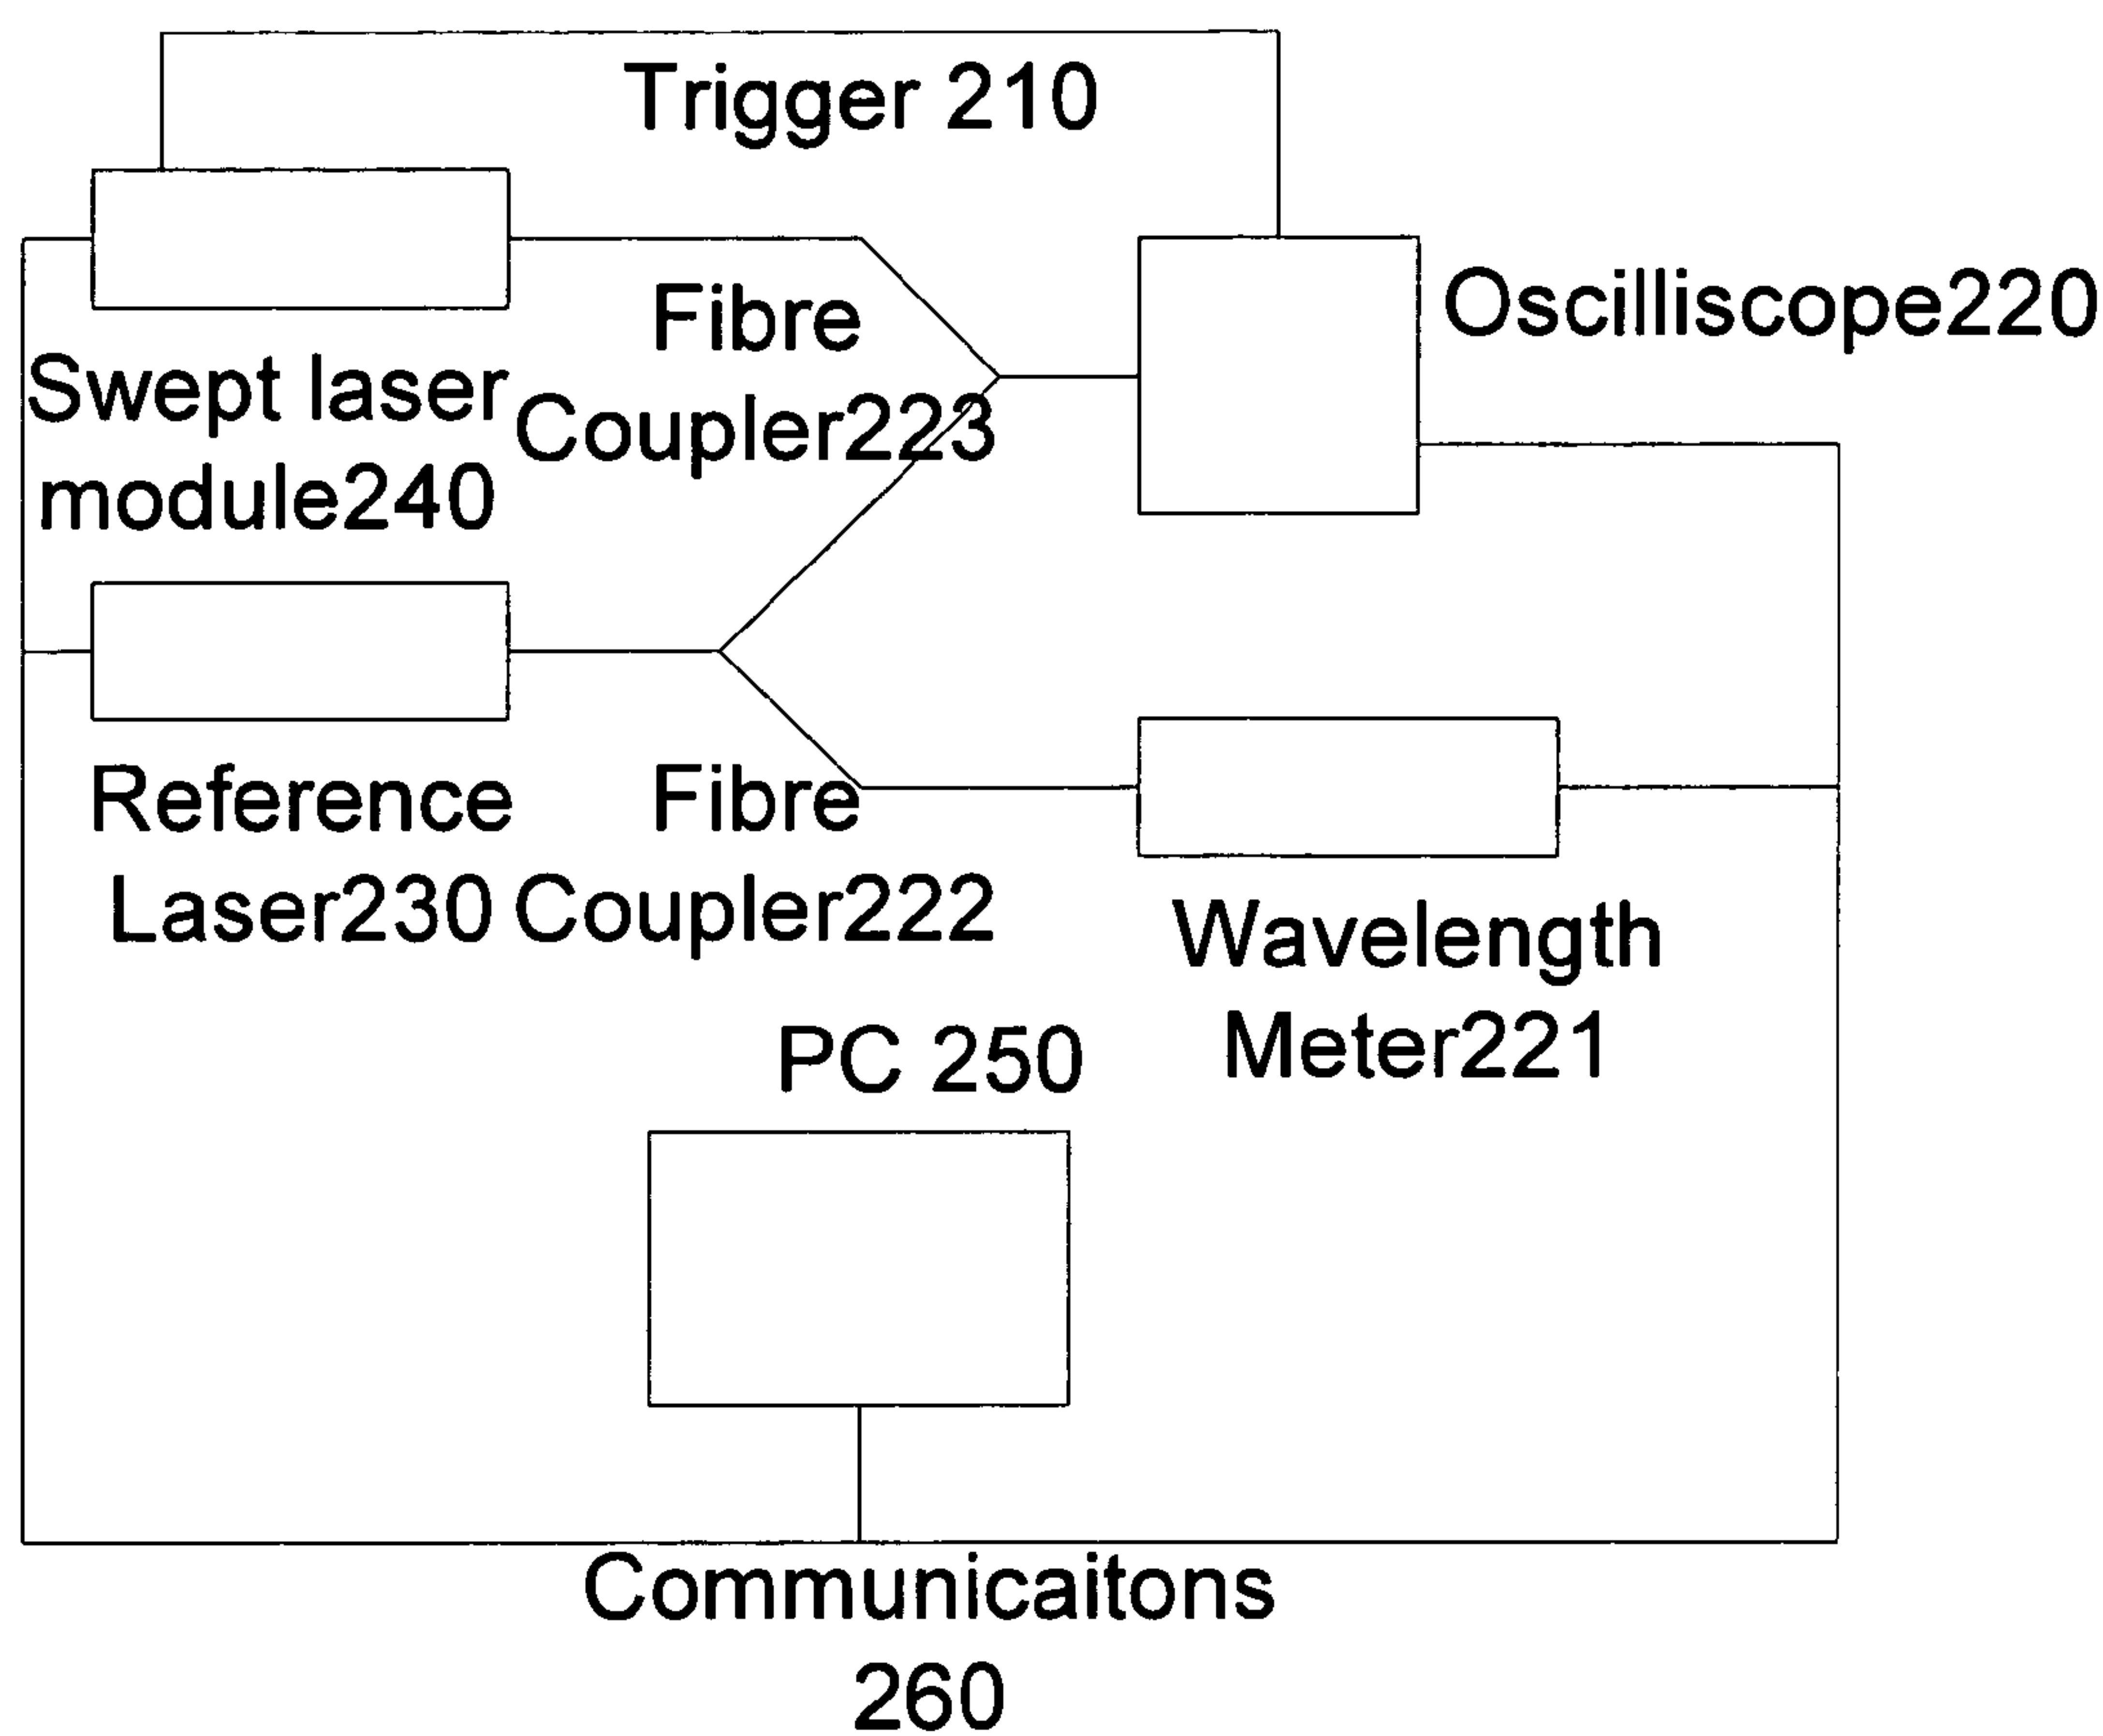 Trigger 210
Oscilliscope220
Fibre
Coupler223
Swept laser
module240
Reference
Laser230
Fibre
Coupler222
Wavelength
Meter221
PC 250
Communicaitons
260